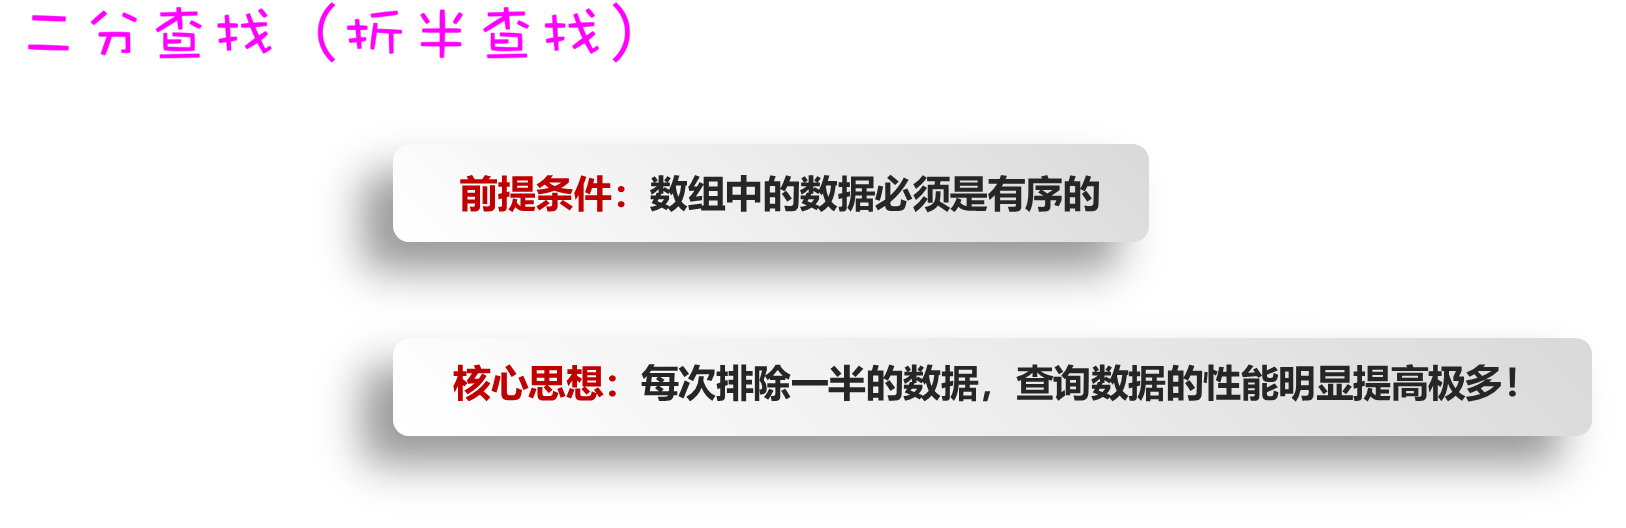 二分查找（折半查找）
前提条件：数组中的数据必须是有序的
核心思想：每次排除一半的数据，查询数据的性能明显提高极多！